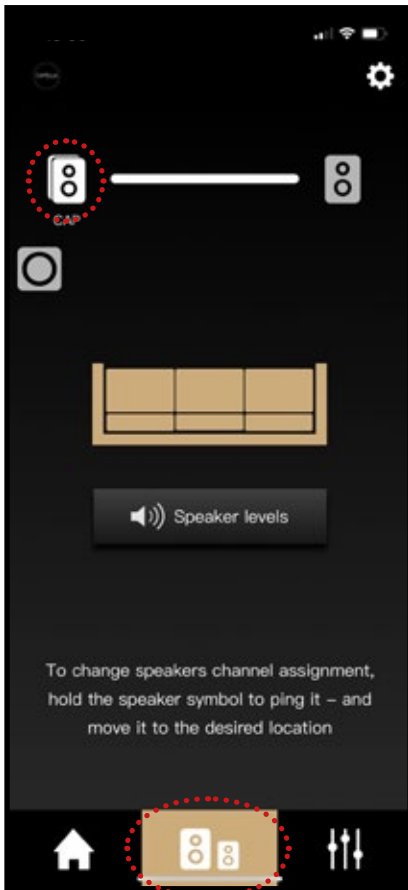 CAP
Speaker levels
To change speakers channel assignment,
hold the speaker symbol to ping it – and
move it to the desired location